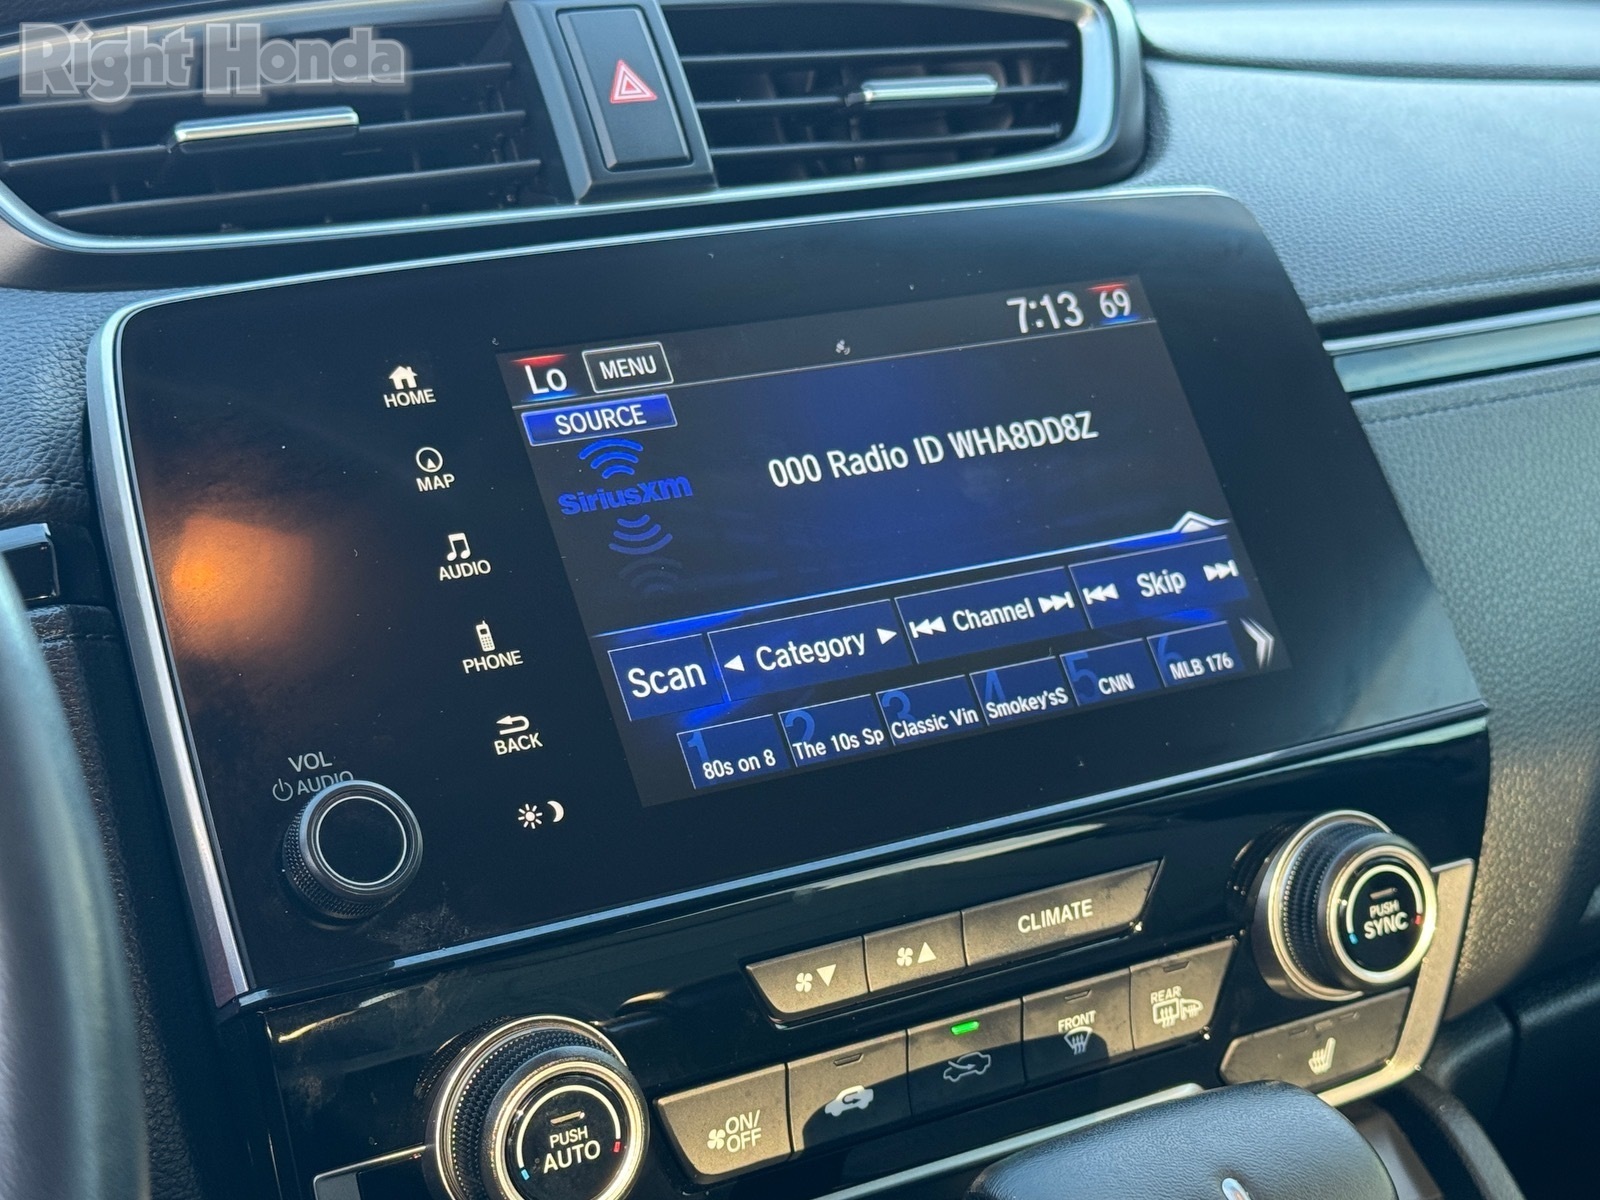 Right Honda
7:13
69
Lo
MENU
SOURCE
SiriusXM
000 Radio ID WHA8DD8Z
HOME
MAP
AUDIO
PHONE
BACK
Scan
Category
Channel
Skip
1
80s on 8
2
The 10s Sp
3
Classic Vin
4
Smokey'sS
5
CNN
6
MLB 176
VOL
AUDIO
CLIMATE
PUSH
SYNC
FRONT
REAR
ON/
OFF
PUSH
AUTO